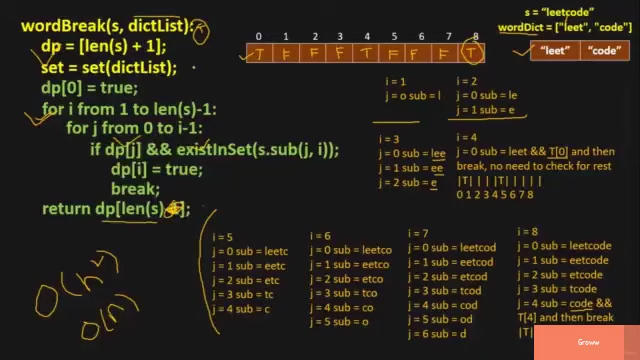 wordBreak(s, dictList):
dp = [len(s) + 1];
set = set(dictList);
dp[0] = true;
for i from 1 to len(s)-1:
for j from 0 to i-1:
if dp[j] && existInSet(s.sub(j, i));
dp[i] = true;
break;
return dp[len(s)];
O(n²)
O(n)
s = "leetcode"
wordDict = ["leet", "code"]
"leet" "code"
0 1 2 3 4 5 6 7 8
T F F F T F F F T
i = 1
j = o sub = l
i = 2
j = 0 sub = le
j = 1 sub = e
i = 3
j = 0 sub = lee
j = 1 sub = ee
j = 2 sub = e
i = 4
j = 0 sub = leet && T[0] and then
break, no need to check for rest
|T| | | |T| | | | |
0 1 2 3 4 5 6 7 8
i = 5
j = 0 sub = leetc
j = 1 sub = eetc
j = 2 sub = etc
j = 3 sub = tc
j = 4 sub = c
i = 6
j = 0 sub = leetco
j = 1 sub = eetco
j = 2 sub = etco
j = 3 sub = tco
j = 4 sub = co
j = 5 sub = o
i = 7
j = 0 sub = leetcod
j = 1 sub = eetcod
j = 2 sub = etcod
j = 3 sub = tcod
j = 4 sub = cod
j = 5 sub = od
j = 6 sub = d
i = 8
j = 0 sub = leetcode
j = 1 sub = eetcode
j = 2 sub = etcode
j = 3 sub = tcode
j = 4 sub = code &&
T[4] and then break
|T|
Groww